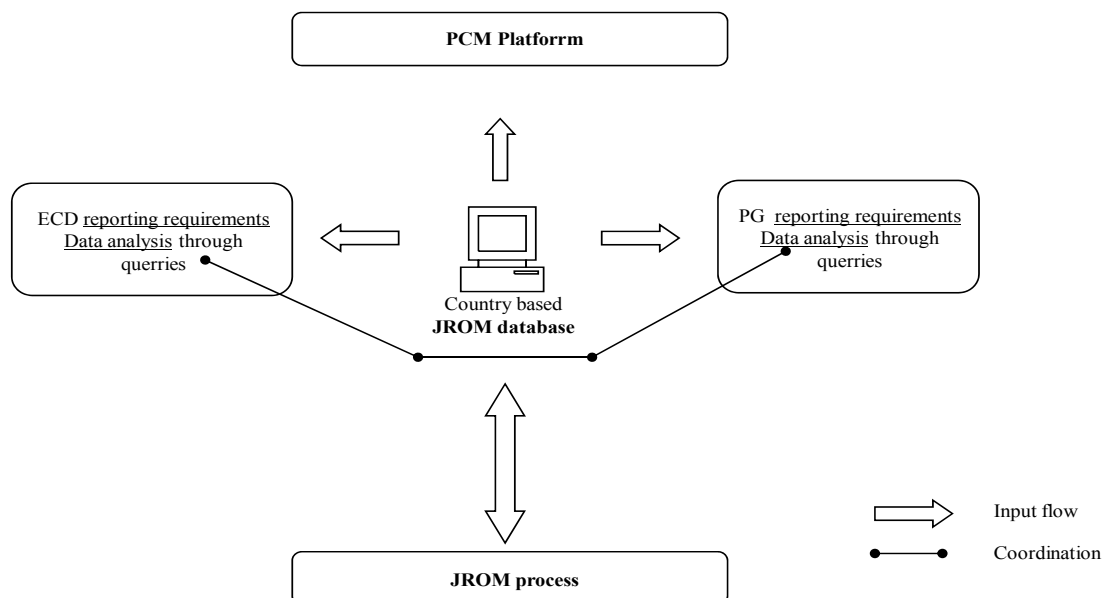 PCM Platforrm
ECD reporting requirements
Data analysis through
querries
PG reporting requirements
Data analysis through
querries
Country based
JROM database
Input flow
Coordination
JROM process